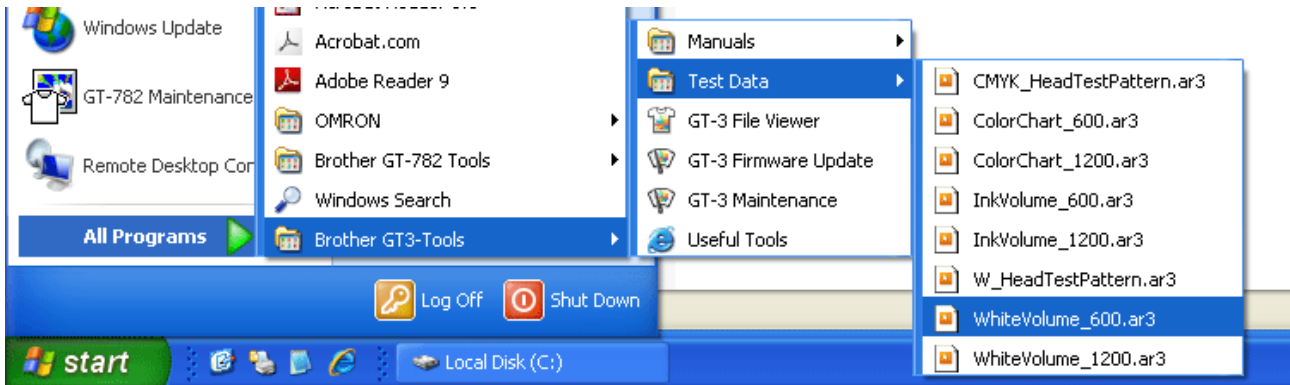 Windows Update
GT-782 Maintenance
Remote Desktop Con
All Programs
Acrobat.com
Adobe Reader 9
OMRON
Brother GT-782 Tools
Windows Search
Brother GT3-Tools
Manuals
Test Data
GT-3 File Viewer
GT-3 Firmware Update
GT-3 Maintenance
Useful Tools
CMYK_HeadTestPattern.ar3
ColorChart_600.ar3
ColorChart_1200.ar3
InkVolume_600.ar3
InkVolume_1200.ar3
W_HeadTestPattern.ar3
WhiteVolume_600.ar3
WhiteVolume_1200.ar3
Log Off
Shut Down
start
Local Disk (C:)